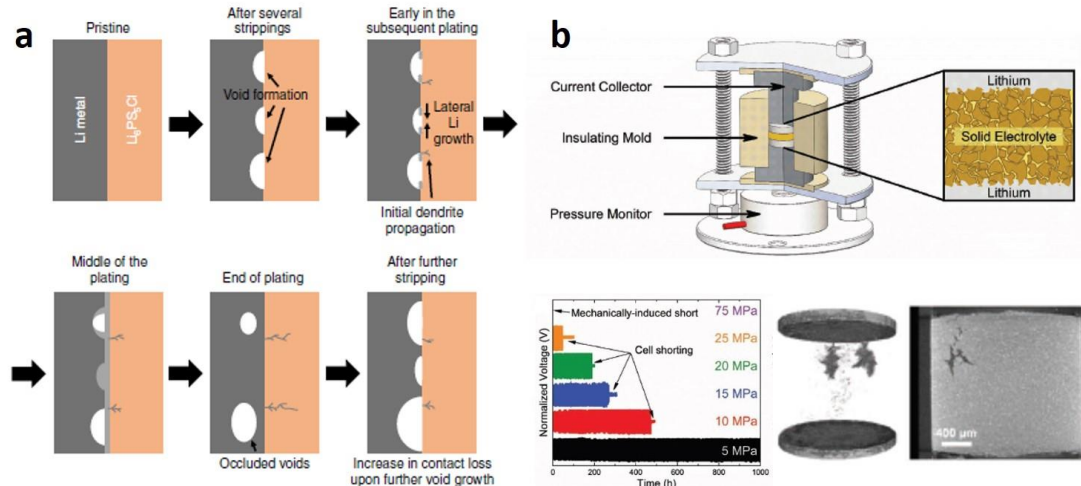 a
Pristine
Li metal
Li₆PS₅Cl
After several
strippings
Void formation
Early in the
subsequent plating
Lateral
Li
growth
Initial dendrite
propagation
Middle of the
plating
End of plating
Occluded voids
After further
stripping
Increase in contact loss
upon further void growth
b
Current Collector
Insulating Mold
Pressure Monitor
Lithium
Solid Electrolyte
Lithium
Normalized Voltage (V)
Mechanically-induced short
75 MPa
25 MPa
Cell shorting
20 MPa
15 MPa
10 MPa
5 MPa
0 200 400 600 800 1000
Time (h)
400 µm